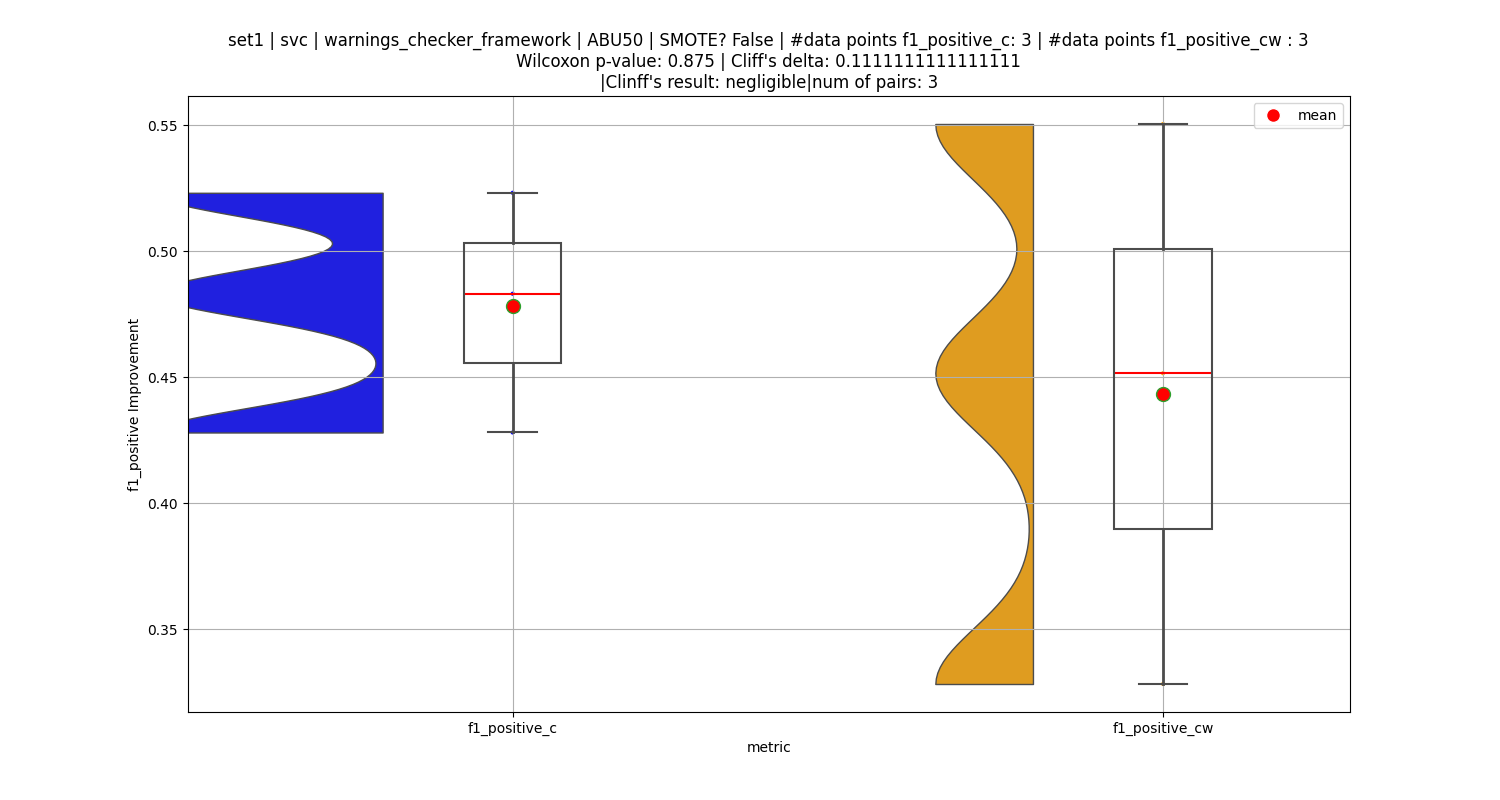 set1 | svc | warnings_checker_framework | ABU50 | SMOTE? False | #data points f1_positive_c: 3 | #data points f1_positive_cw : 3
Wilcoxon p-value: 0.875 | Cliff's delta: 0.1111111111111111
|Clinff's result: negligible|num of pairs: 3
mean
0.55
0.50
0.45
0.40
0.35
f1_positive Improvement
f1_positive_c
f1_positive_cw
metric